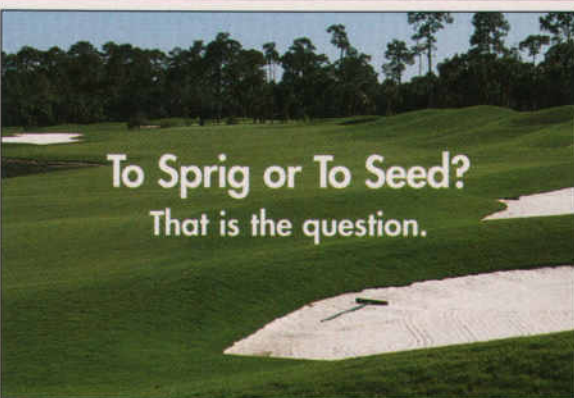 To Sprig or To Seed?
That is the question.